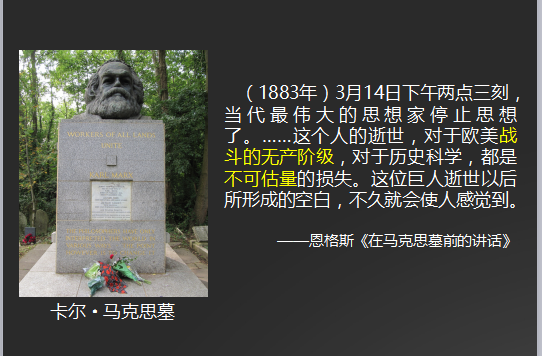 WORKERS OF ALL LANDS
UNITE
卡尔·马克思墓
（1883年）3月14日下午两点三刻，
当代最伟大的思想家停止思想
了。……这个人的逝世，对于欧美战
斗的无产阶级，对于历史科学，都是
不可估量的损失。这位巨人逝世以后
所形成的空白，不久就会使人感觉到。
——恩格斯《在马克思墓前的讲话》